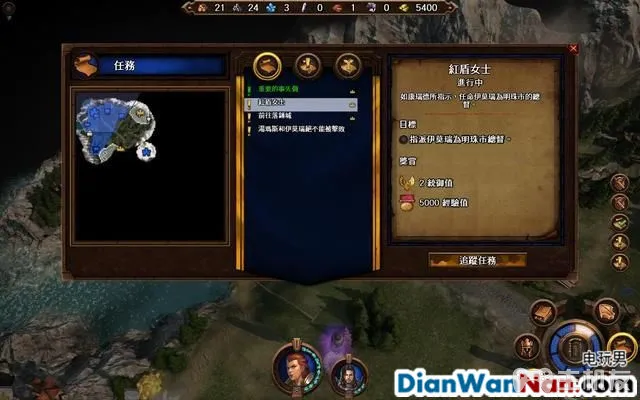 21 24 3 0 1 0 5400
任務
紅盾女士
進行中
如康瑞德所指示，任命伊莫瑞為明珠市的總督。
目標
指派伊莫瑞為明珠市總督。
獎賞
2 統御值
5000 經驗值
追蹤任務
重要的事先做
紅盾女士
前往落錘城
湯瑪斯和伊莫瑞絕不能被擊敗
电玩男
DianWanNan.com